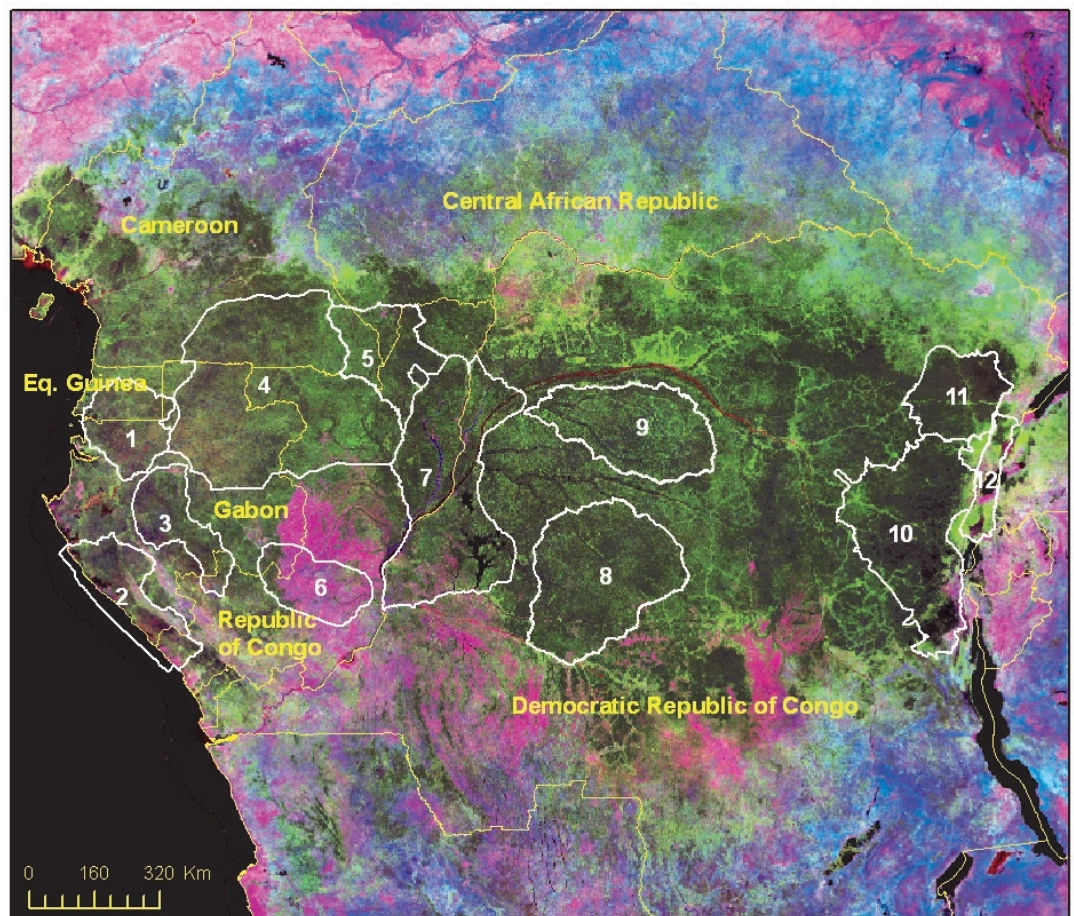 Central African Republic
Cameroon
5
Eq. Guinea
4
11
1
9
7
12
Gabon
3
10
8
6
2
Republic
of Congo
Democratic Republic of Congo
0 160 320 Km